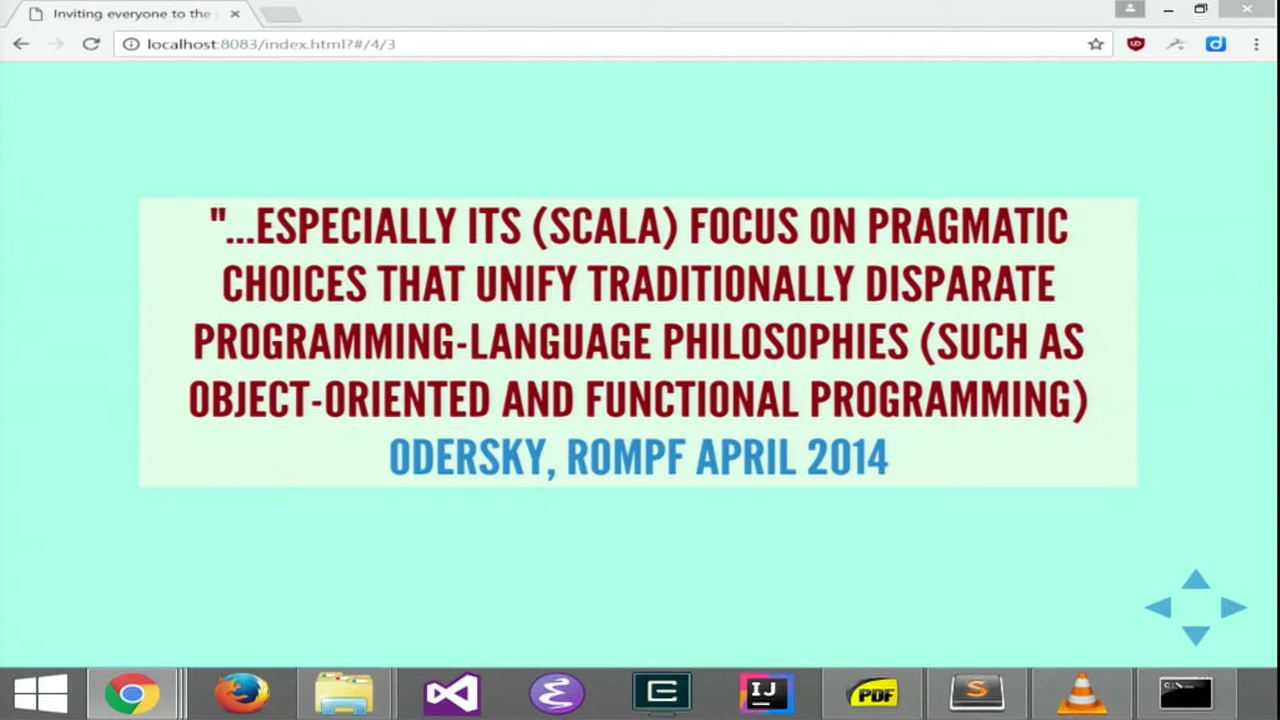 Inviting everyone to the
localhost:8083/index.html?#/4/3
"...ESPECIALLY ITS (SCALA) FOCUS ON PRAGMATIC
CHOICES THAT UNIFY TRADITIONALLY DISPARATE
PROGRAMMING-LANGUAGE PHILOSOPHIES (SUCH AS
OBJECT-ORIENTED AND FUNCTIONAL PROGRAMMING)
ODERSKY, ROMPF APRIL 2014
IJ
PDF
S